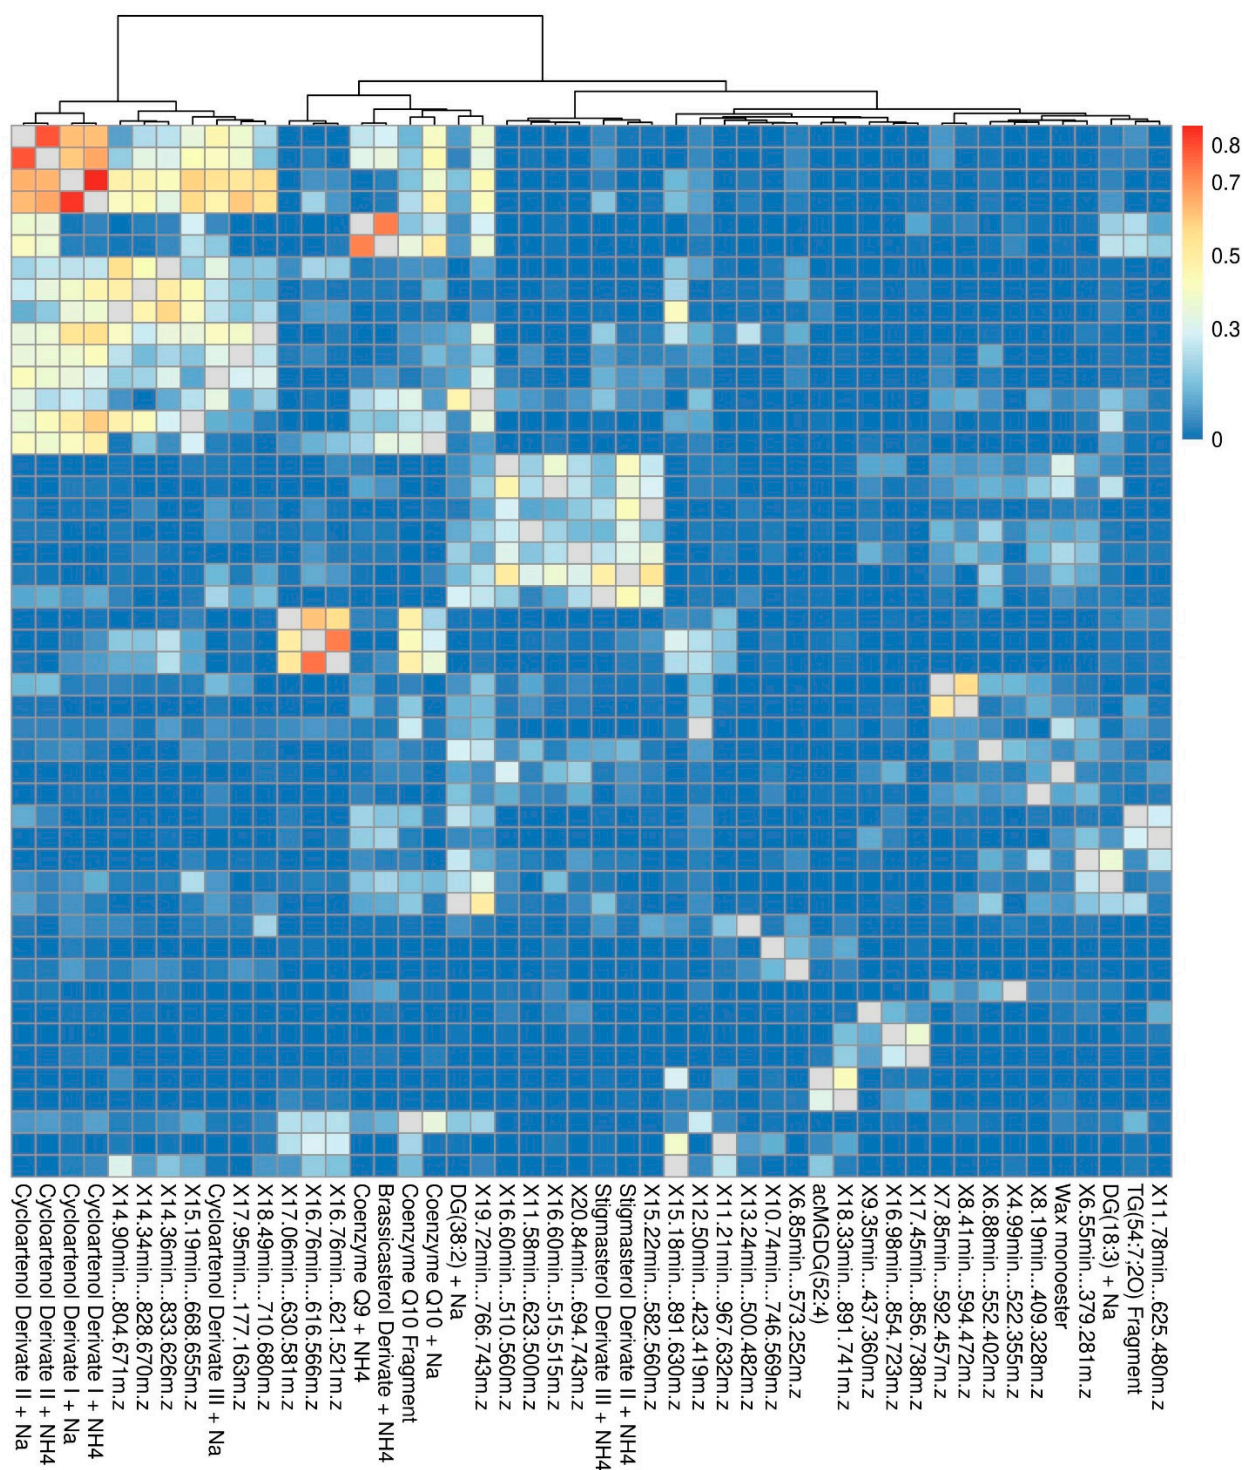 0.8
0.7
0.5
0.3
0
Cycloartenol Derivate II + Na
Cycloartenol Derivate II + NH4
Cycloartenol Derivate I + Na
Cycloartenol Derivate I + NH4
X14.90min...804.671m.z
X14.34min...828.670m.z
X14.36min...833.626m.z
X15.19min...668.655m.z
Cycloartenol Derivate III + Na
X17.95min...177.163m.z
X18.49min...710.680m.z
X17.06min...630.581m.z
X16.76min...616.566m.z
X16.76min...621.521m.z
Coenzyme Q9 + NH4
Brassicasterol Derivate + NH4
Coenzyme Q10 Fragment
Coenzyme Q10 + Na
DG(38:2) + Na
X19.72min...766.743m.z
X16.60min...510.560m.z
X11.58min...623.500m.z
X16.60min...515.515m.z
X20.84min...694.743m.z
Stigmasterol Derivate III + NH4
Stigmasterol Derivate II + NH4
X15.22min...582.560m.z
X15.18min...891.630m.z
X12.50min...423.419m.z
X11.21min...967.632m.z
X13.24min...500.482m.z
X10.74min...746.569m.z
X6.85min...573.252m.z
acMGDG(52:4)
X18.33min...891.741m.z
X9.35min...437.360m.z
X16.98min...854.723m.z
X17.45min...856.738m.z
X7.85min...592.457m.z
X8.41min...594.472m.z
X6.88min...552.402m.z
X4.99min...522.355m.z
X8.19min...409.328m.z
Wax monoester
X6.55min...379.281m.z
DG(18:3) + Na
TG(54:7;2O) Fragment
X11.78min...625.480m.z